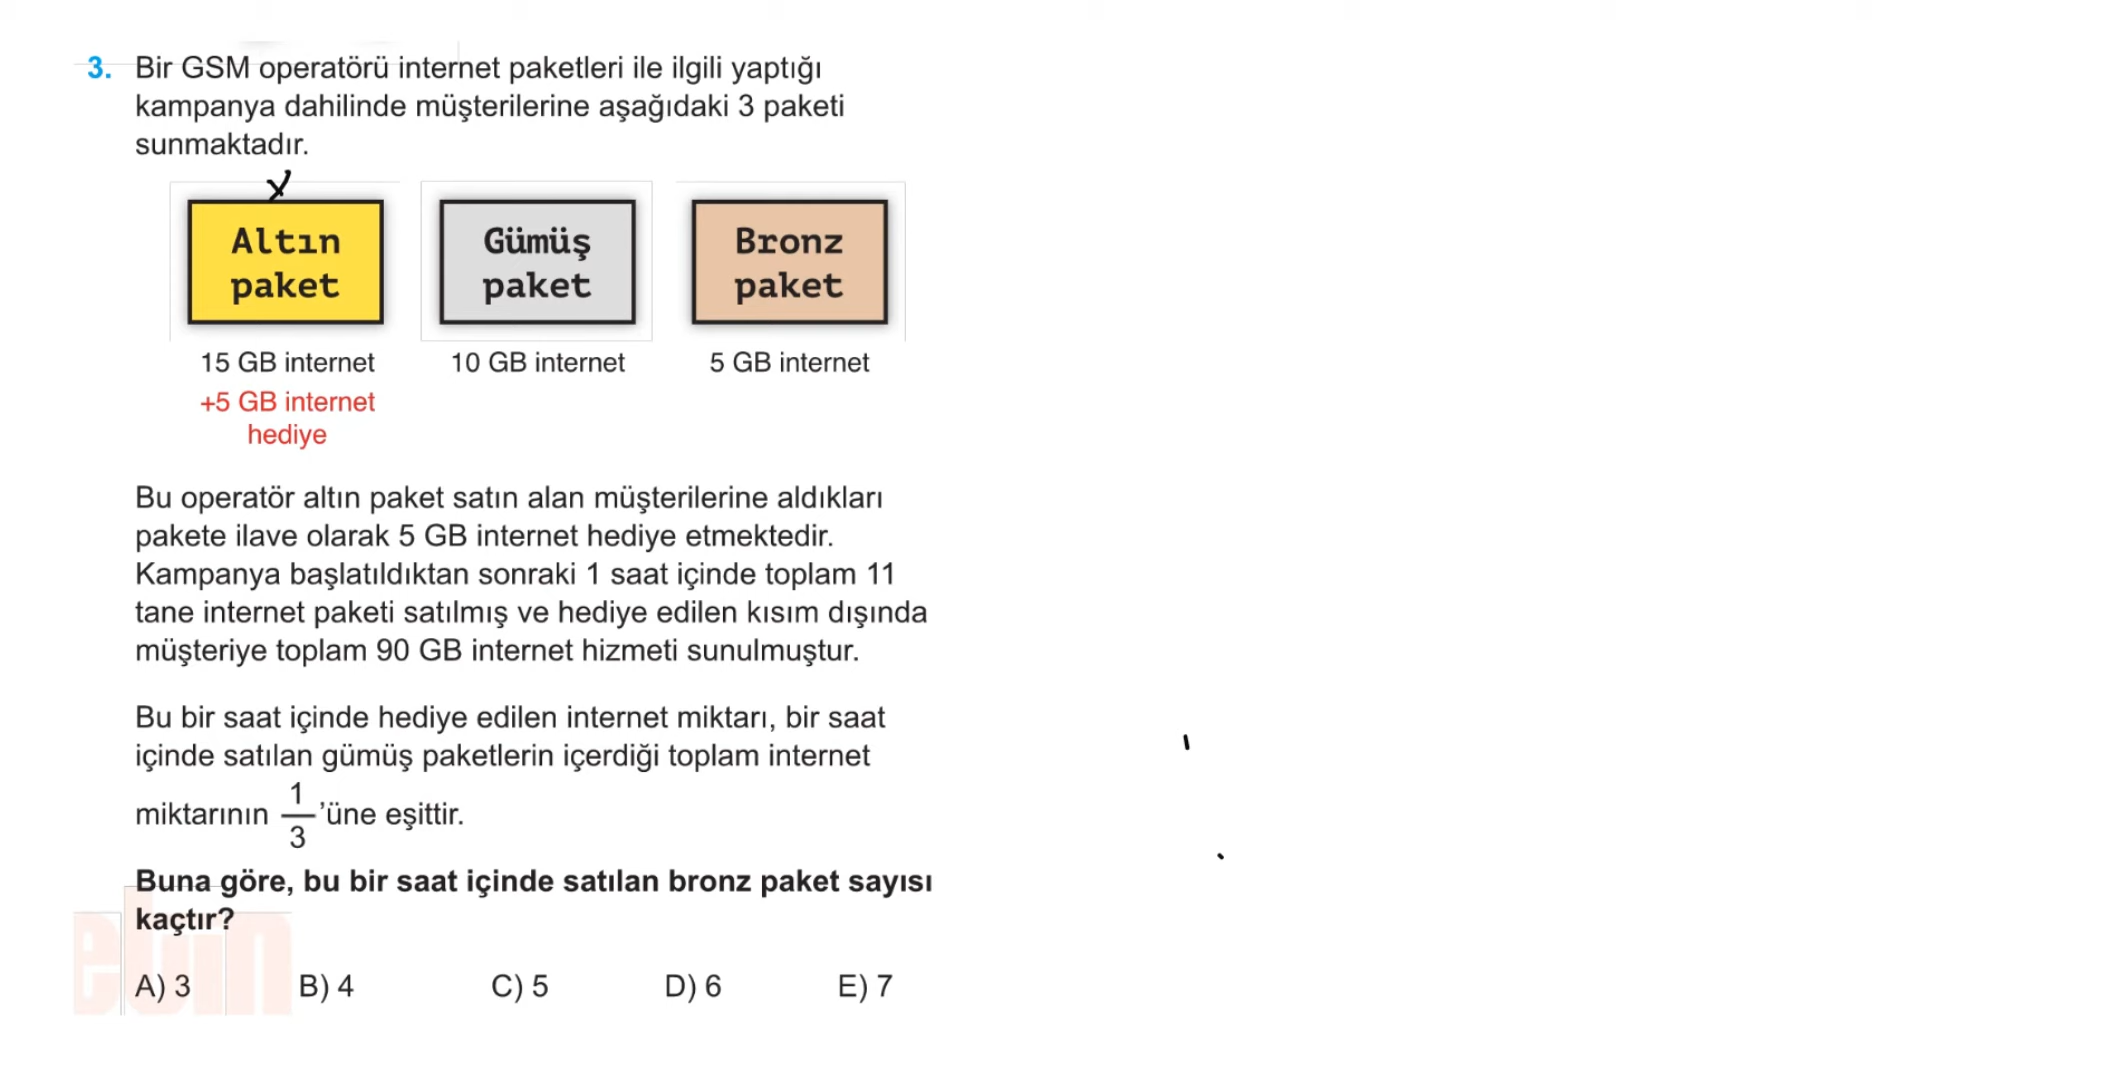 3. Bir GSM operatörü internet paketleri ile ilgili yaptığı
kampanya dahilinde müşterilerine aşağıdaki 3 paketi
sunmaktadır.
x
Altın paket
Gümüş paket
Bronz paket
15 GB internet
+5 GB internet
hediye
10 GB internet
5 GB internet
Bu operatör altın paket satın alan müşterilerine aldıkları
pakete ilave olarak 5 GB internet hediye etmektedir.
Kampanya başlatıldıktan sonraki 1 saat içinde toplam 11
tane internet paketi satılmış ve hediye edilen kısım dışında
müşteriye toplam 90 GB internet hizmeti sunulmuştur.
Bu bir saat içinde hediye edilen internet miktarı, bir saat
içinde satılan gümüş paketlerin içerdiği toplam internet
miktarının 1/3 'üne eşittir.
Buna göre, bu bir saat içinde satılan bronz paket sayısı
kaçtır?
A) 3 B) 4 C) 5 D) 6 E) 7